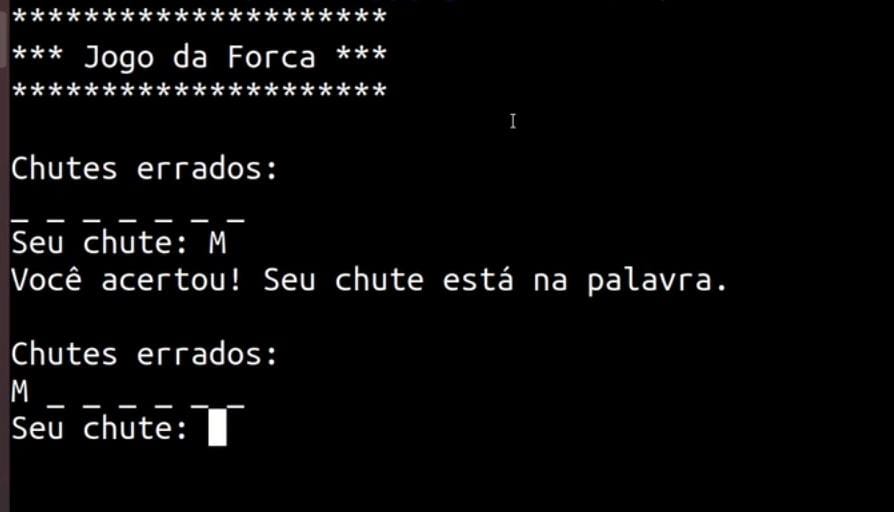 *********************
*** Jogo da Forca ***
*********************
Chutes errados:
_ _ _ _ _ _ _
Seu chute: M
Você acertou! Seu chute está na palavra.
Chutes errados:
M _ _ _ _ _ _
Seu chute: